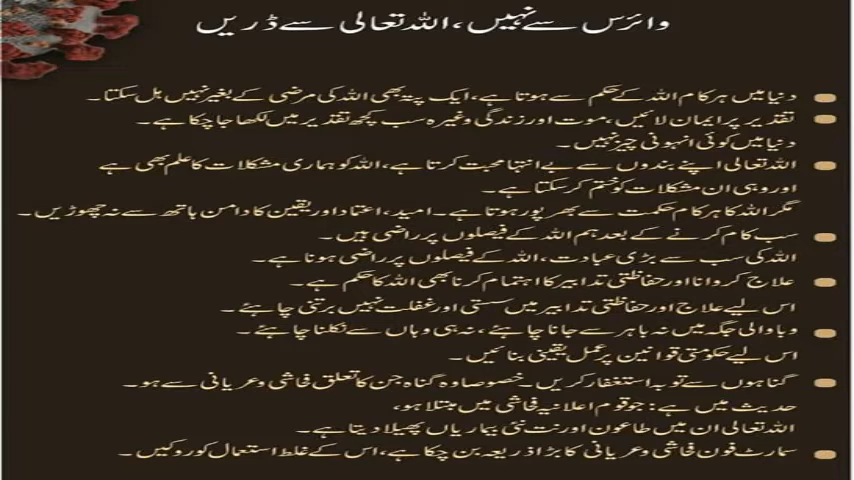 وائرس سے نہیں، اللہ تعالیٰ سے ڈریں
دنیا میں ہر کام اللہ کے حکم سے ہوتا ہے، ایک پتہ بھی اللہ کی مرضی کے بغیر نہیں ہل سکتا۔
تقدیر پر ایمان لائیں، موت اور زندگی وغیرہ سب کچھ تقدیر میں لکھا جا چکا ہے۔
دنیا میں کوئی انہونی چیز نہیں۔
اللہ تعالیٰ اپنے بندوں سے بے انتہا محبت کرتا ہے، اللہ کو ہماری مشکلات کا علم بھی ہے
اور وہی ان مشکلات کو ختم کر سکتا ہے۔
مگر اللہ کا ہر کام حکمت سے بھرپور ہوتا ہے۔ امید، اعتماد اور یقین کا دامن ہاتھ سے نہ چھوڑیں۔
سب کام کرنے کے بعد ہم اللہ کے فیصلوں پر راضی ہیں۔
اللہ کی سب سے بڑی عبادت، اللہ کے فیصلوں پر راضی ہونا ہے۔
علاج کروانا اور حفاظتی تدابیر کا اہتمام کرنا بھی اللہ کا حکم ہے۔
اس لیے علاج اور حفاظتی تدابیر میں سستی اور غفلت نہیں برتنی چاہئے۔
وبا والی جگہ میں نہ باہر سے جانا چاہئے، نہ ہی وہاں سے نکلنا چاہئے۔
اس لیے حکومتی قوانین پر عمل یقینی بنائیں۔
گناہوں سے توبہ استغفار کریں۔ خصوصا وہ گناہ جن کا تعلق فحاشی و عریانی سے ہو۔
حدیث میں ہے: جو قوم اعلانیہ فحاشی میں مبتلا ہو،
اللہ تعالیٰ ان میں طاعون اور نت نئی بیماریاں پھیلا دیتا ہے۔
سمارٹ فون فحاشی و عریانی کا بڑا ذریعہ بن چکا ہے، اس کے غلط استعمال کو روکیں۔